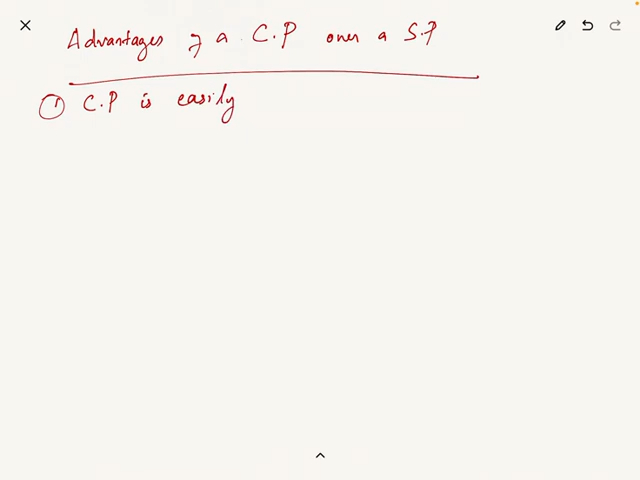 Advantages of a C.P over a S.P
① C.P is easily